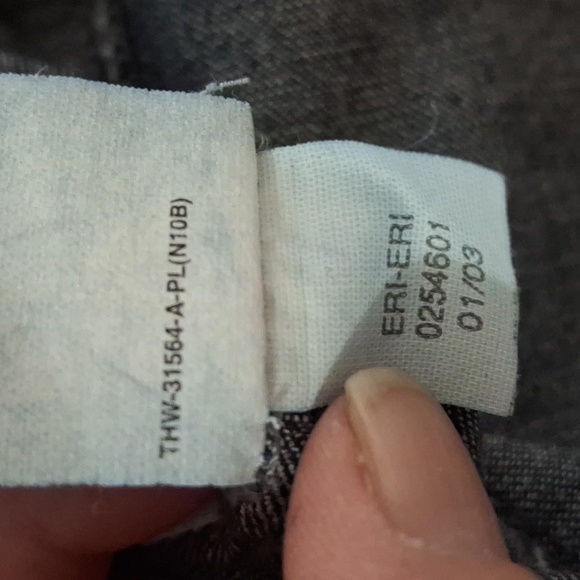 THW-31564-A-PL(N10B)
ERI-ERI
0254601
01/03